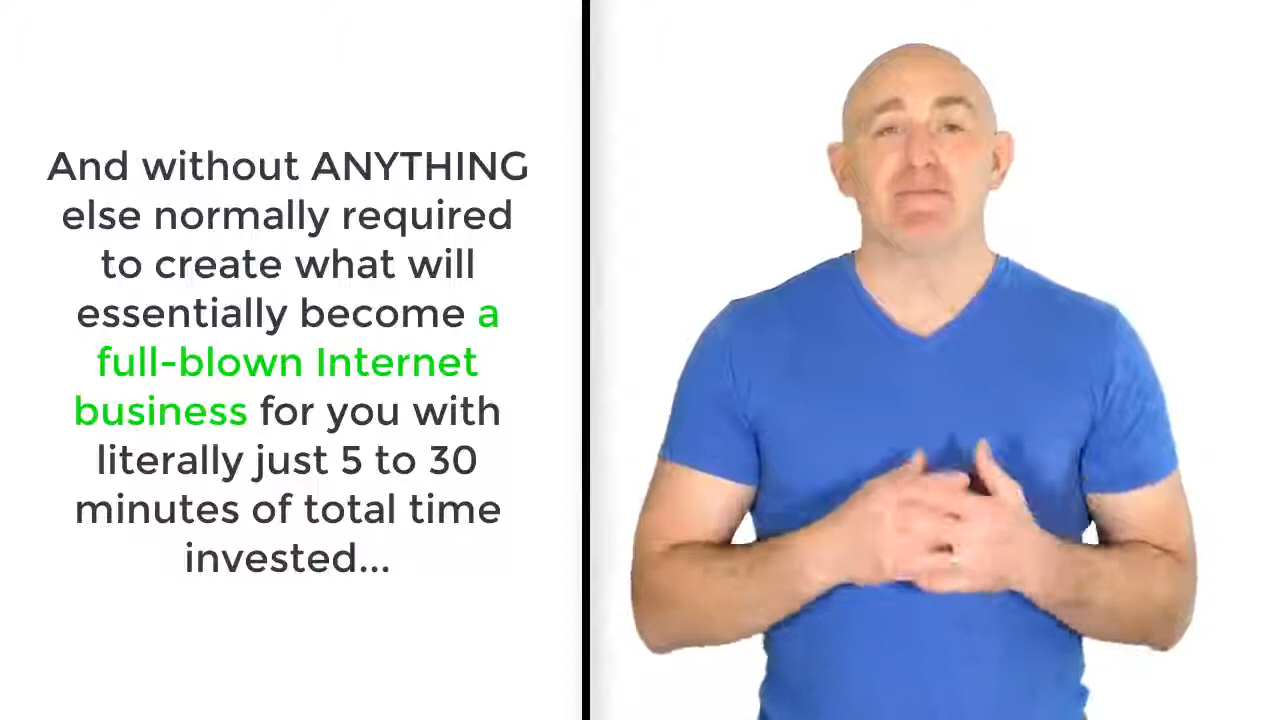 And without ANYTHING
else normally required
to create what will
essentially become a
full-blown Internet
business for you with
literally just 5 to 30
minutes of total time
invested...